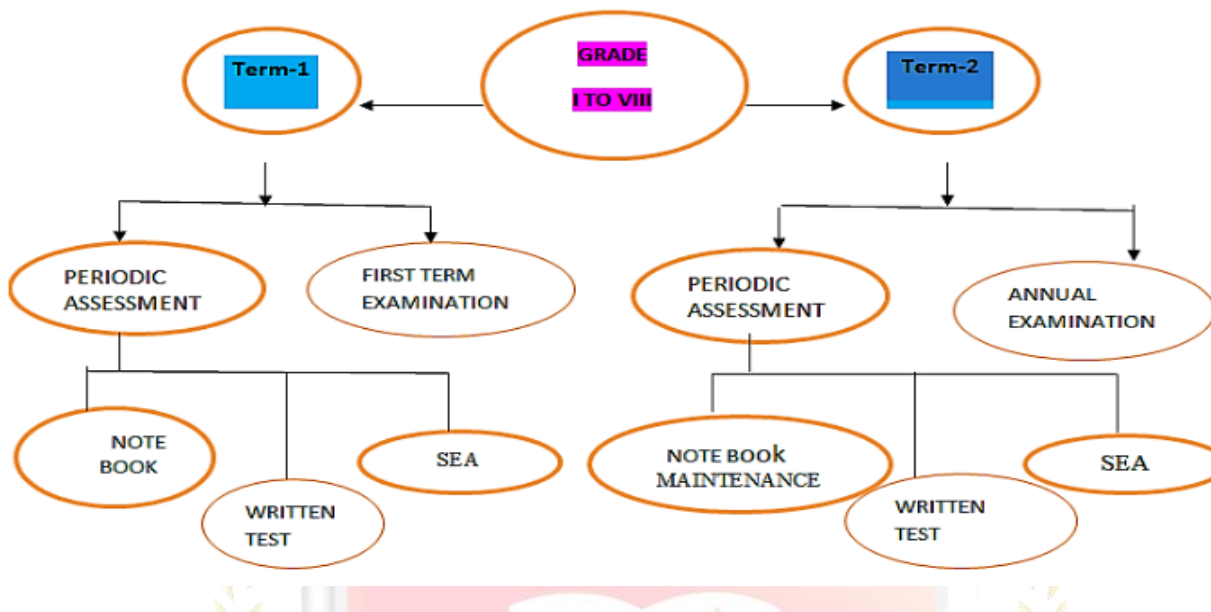 Term-1
GRADE
I TO VIII
Term-2
PERIODIC
ASSESSMENT
FIRST TERM
EXAMINATION
PERIODIC
ASSESSMENT
ANNUAL
EXAMINATION
NOTE
BOOK
WRITTEN
TEST
SEA
NOTE BOOk
MAINTENANCE
WRITTEN
TEST
SEA